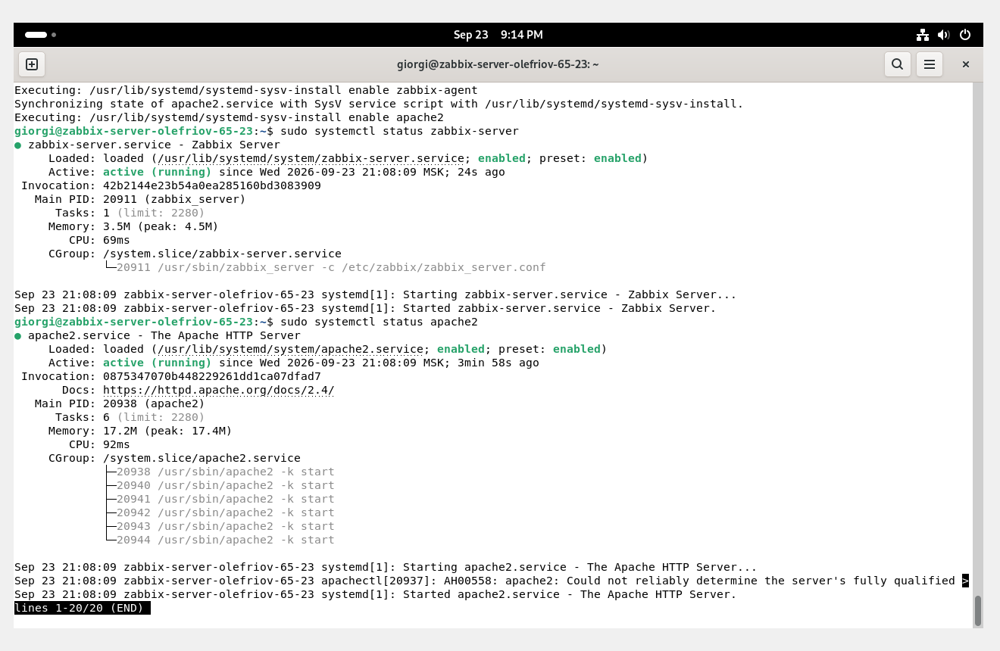 Sep 23 9:14 PM
giorgi@zabbix-server-olefriov-65-23: ~
Executing: /usr/lib/systemd/systemd-sysv-install enable zabbix-agent
Synchronizing state of apache2.service with SysV service script with /usr/lib/systemd/systemd-sysv-install.
Executing: /usr/lib/systemd/systemd-sysv-install enable apache2
giorgi@zabbix-server-olefriov-65-23:~$ sudo systemctl status zabbix-server
● zabbix-server.service - Zabbix Server
     Loaded: loaded (/usr/lib/systemd/system/zabbix-server.service; enabled; preset: enabled)
     Active: active (running) since Wed 2026-09-23 21:08:09 MSK; 24s ago
 Invocation: 42b2144e23b54a0ea285160bd3083909
   Main PID: 20911 (zabbix_server)
      Tasks: 1 (limit: 2280)
     Memory: 3.5M (peak: 4.5M)
        CPU: 69ms
     CGroup: /system.slice/zabbix-server.service
             └─20911 /usr/sbin/zabbix_server -c /etc/zabbix/zabbix_server.conf
Sep 23 21:08:09 zabbix-server-olefriov-65-23 systemd[1]: Starting zabbix-server.service - Zabbix Server...
Sep 23 21:08:09 zabbix-server-olefriov-65-23 systemd[1]: Started zabbix-server.service - Zabbix Server.
giorgi@zabbix-server-olefriov-65-23:~$ sudo systemctl status apache2
● apache2.service - The Apache HTTP Server
     Loaded: loaded (/usr/lib/systemd/system/apache2.service; enabled; preset: enabled)
     Active: active (running) since Wed 2026-09-23 21:08:09 MSK; 3min 58s ago
 Invocation: 0875347070b448229261dd1ca07dfad7
       Docs: https://httpd.apache.org/docs/2.4/
   Main PID: 20938 (apache2)
      Tasks: 6 (limit: 2280)
     Memory: 17.2M (peak: 17.4M)
        CPU: 92ms
     CGroup: /system.slice/apache2.service
             ├─20938 /usr/sbin/apache2 -k start
             ├─20940 /usr/sbin/apache2 -k start
             ├─20941 /usr/sbin/apache2 -k start
             ├─20942 /usr/sbin/apache2 -k start
             ├─20943 /usr/sbin/apache2 -k start
             └─20944 /usr/sbin/apache2 -k start
Sep 23 21:08:09 zabbix-server-olefriov-65-23 systemd[1]: Starting apache2.service - The Apache HTTP Server...
Sep 23 21:08:09 zabbix-server-olefriov-65-23 apachectl[20937]: AH00558: apache2: Could not reliably determine the server's fully qualified >
Sep 23 21:08:09 zabbix-server-olefriov-65-23 systemd[1]: Started apache2.service - The Apache HTTP Server.
lines 1-20/20 (END)